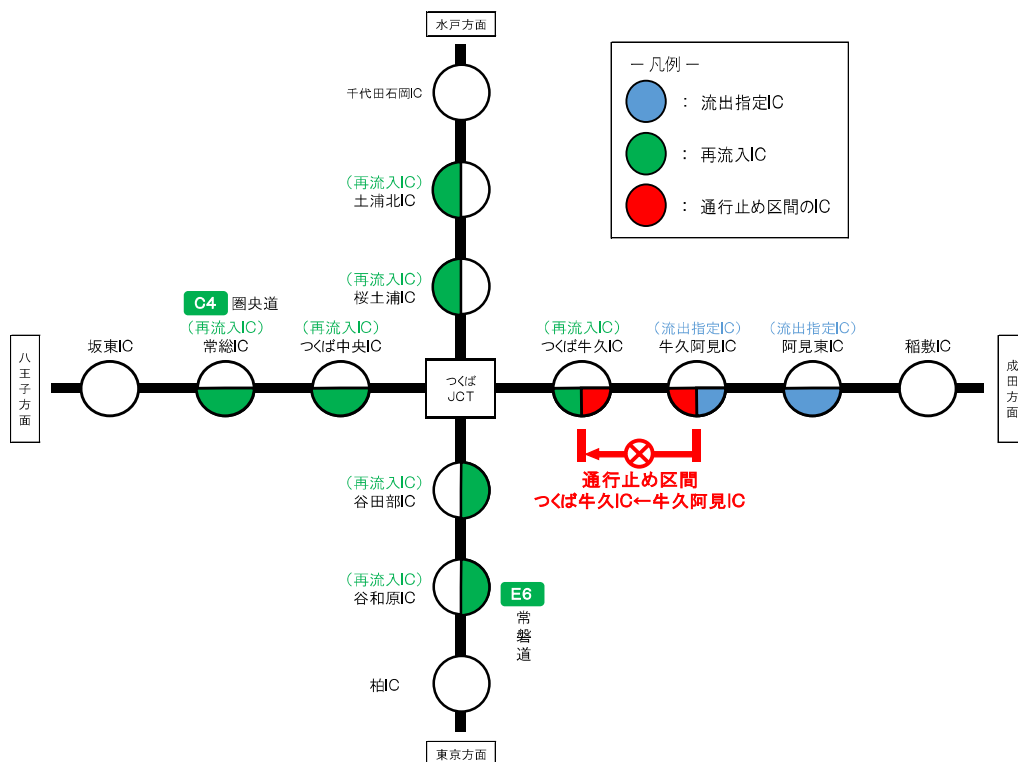 水戸方面
千代田石岡IC
－ 凡例 －
： 流出指定IC
： 再流入IC
： 通行止め区間のIC
（再流入IC）
土浦北IC
（再流入IC）
桜土浦IC
C4 圏央道
八王子方面
坂東IC
（再流入IC）
常総IC
（再流入IC）
つくば中央IC
つくば
JCT
（再流入IC）
つくば牛久IC
（流出指定IC）
牛久阿見IC
（流出指定IC）
阿見東IC
稲敷IC
成田方面
通行止め区間
つくば牛久IC←牛久阿見IC
（再流入IC）
谷田部IC
（再流入IC）
谷和原IC
E6
常磐道
柏IC
東京方面